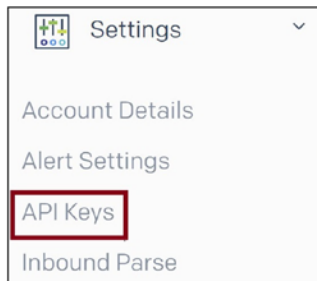 Settings
Account Details
Alert Settings
API Keys
Inbound Parse